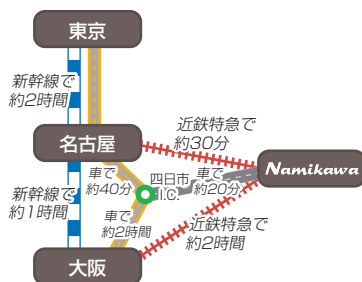 東京
新幹線で
約2時間
名古屋
近鉄特急で
約30分
車で
約40分
四日市
I.C.
車で
約20分
Namikawa
新幹線で
約1時間
車で
約2時間
近鉄特急で
約2時間
大阪